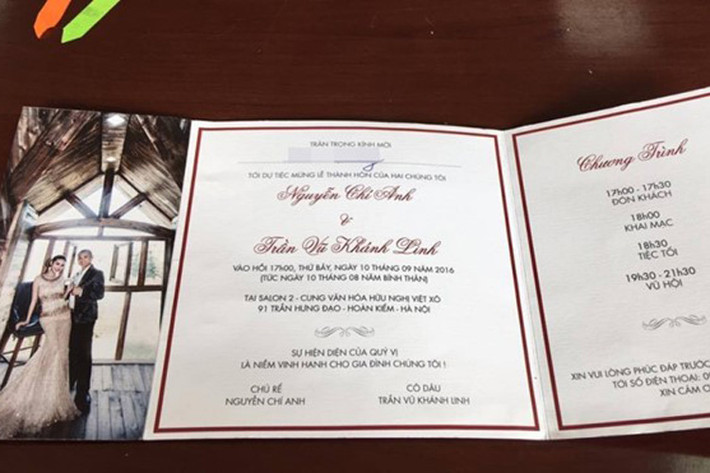 TRÂN TRỌNG KÍNH MỜI
TỚI DỰ TIỆC MỪNG LỄ THÀNH HÔN CỦA HAI CHÚNG TÔI
Nguyễn Chí Anh
&
Trần Vũ Khánh Linh
VÀO HỒI 17h00, THỨ BẢY, NGÀY 10 THÁNG 09 NĂM 2016
(TỨC NGÀY 10 THÁNG 08 NĂM BÍNH THÂN)
TẠI SALON 2 - CUNG VĂN HÓA HỮU NGHỊ VIỆT XÔ
91 TRẦN HƯNG ĐẠO - HOÀN KIẾM - HÀ NỘI
SỰ HIỆN DIỆN CỦA QUÝ VỊ
LÀ NIỀM VINH HẠNH CHO GIA ĐÌNH CHÚNG TÔI !
CHÚ RỂ
NGUYỄN CHÍ ANH
CÔ DÂU
TRẦN VŨ KHÁNH LINH
Chương Trình
17h00 - 17h30
ĐÓN KHÁCH
18h00
KHAI MẠC
18h30
TIỆC TỐI
19h30 - 21h30
VŨ HỘI
XIN VUI LÒNG PHÚC ĐÁP TRƯỚC
TỚI SỐ ĐIỆN THOẠI:
XIN CẢM